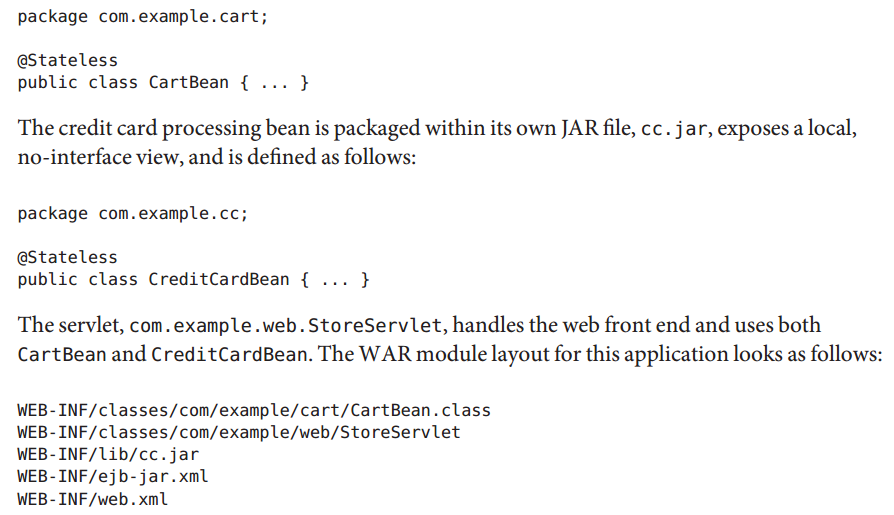 package com.example.cart;
@Stateless
public class CartBean { ... }
The credit card processing bean is packaged within its own JAR file, cc.jar, exposes a local,
no-interface view, and is defined as follows:
package com.example.cc;
@Stateless
public class CreditCardBean { ... }
The servlet, com.example.web.StoreServlet, handles the web front end and uses both
CartBean and CreditCardBean. The WAR module layout for this application looks as follows:
WEB-INF/classes/com/example/cart/CartBean.class
WEB-INF/classes/com/example/web/StoreServlet
WEB-INF/lib/cc.jar
WEB-INF/ejb-jar.xml
WEB-INF/web.xml